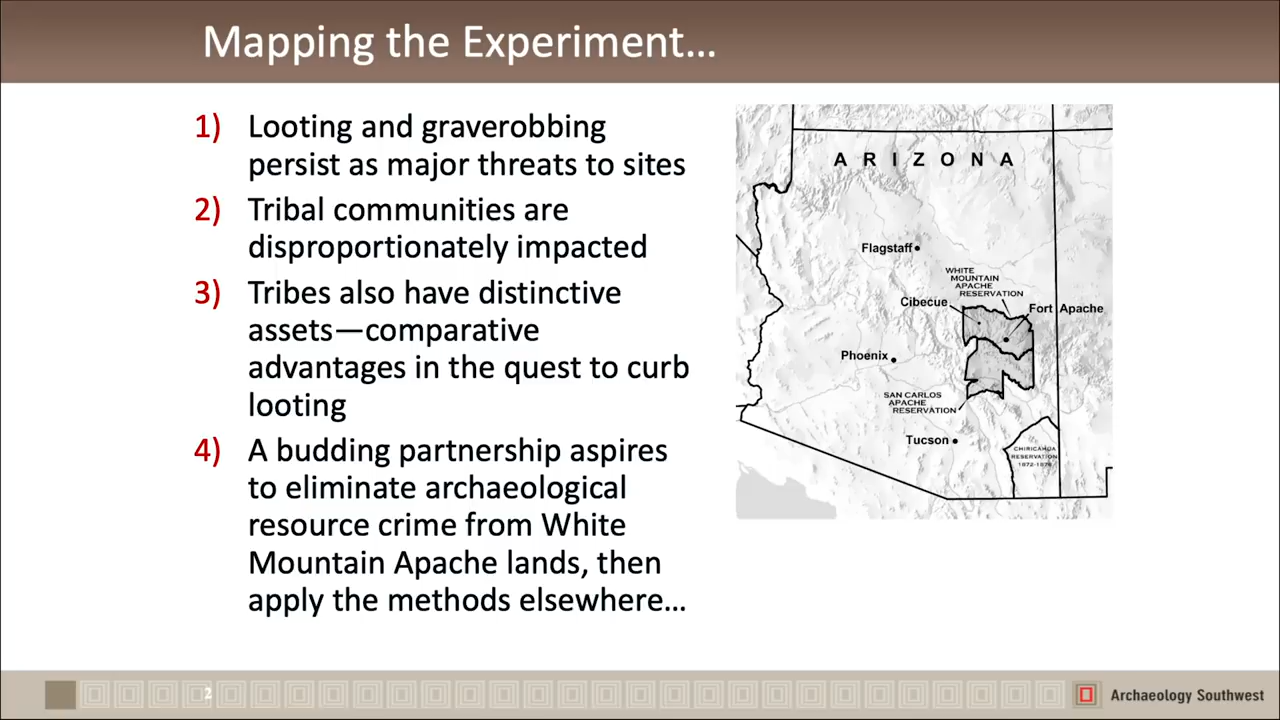 Mapping the Experiment...
1) Looting and graverobbing
persist as major threats to sites
2) Tribal communities are
disproportionately impacted
3) Tribes also have distinctive
assets—comparative
advantages in the quest to curb
looting
4) A budding partnership aspires
to eliminate archaeological
resource crime from White
Mountain Apache lands, then
apply the methods elsewhere...
ARIZONA
Flagstaff
WHITE
MOUNTAIN
APACHE
RESERVATION
Cibecue
Fort Apache
Phoenix
SAN CARLOS
APACHE
RESERVATION
Tucson
CHIRICAHUA
RESERVATION
2
Archaeology Southwest